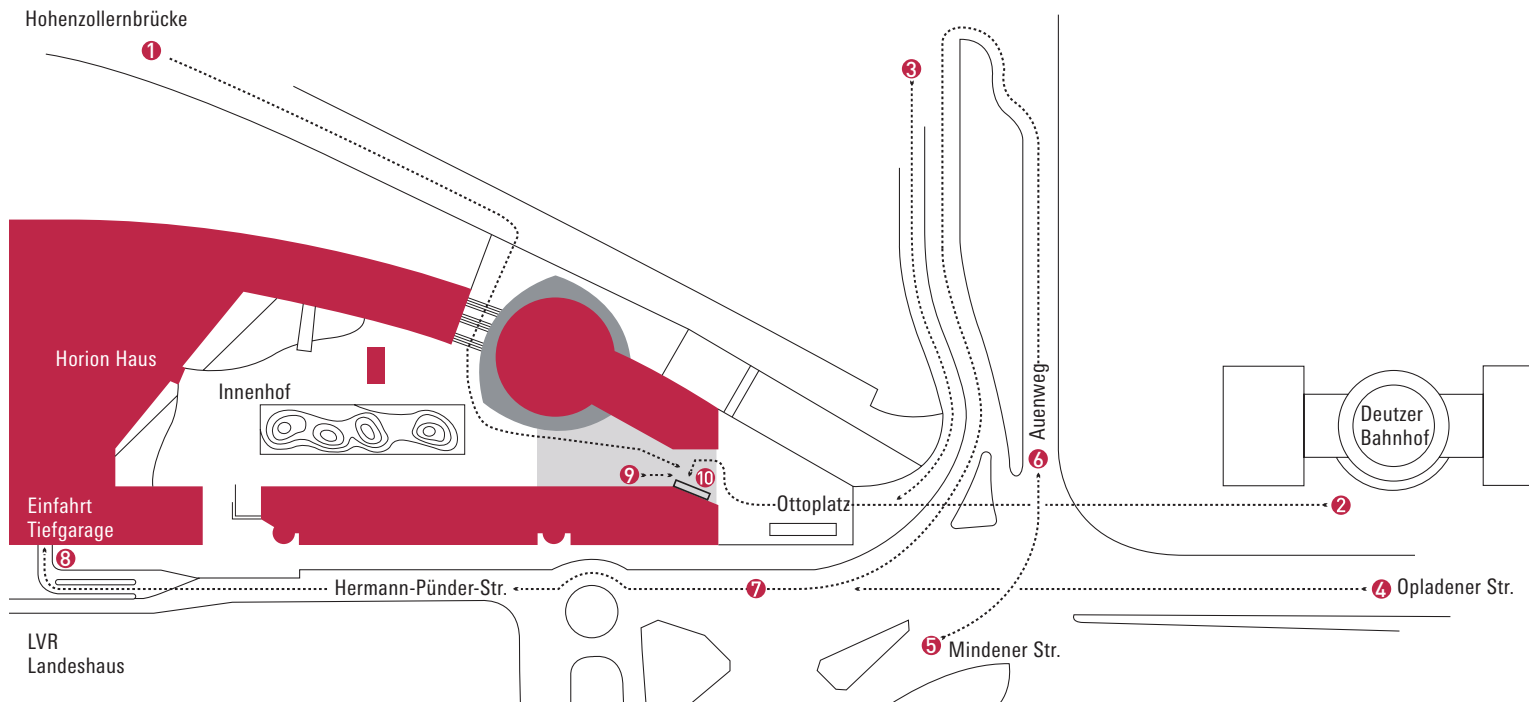 Hohenzollernbrücke
1
3
Horion Haus
Innenhof
Auenweg
Deutzer
Bahnhof
6
9
10
Einfahrt
Tiefgarage
Ottoplatz
2
8
Hermann-Pünder-Str.
7
4 Opladener Str.
LVR
Landeshaus
5 Mindener Str.